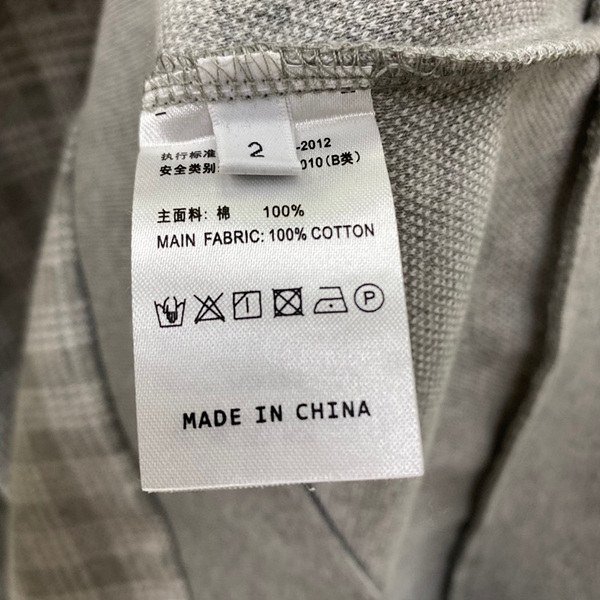 2
执行标准 -2012
安全类别: 010(B类)
主面料: 棉 100%
MAIN FABRIC: 100% COTTON
P
MADE IN CHINA